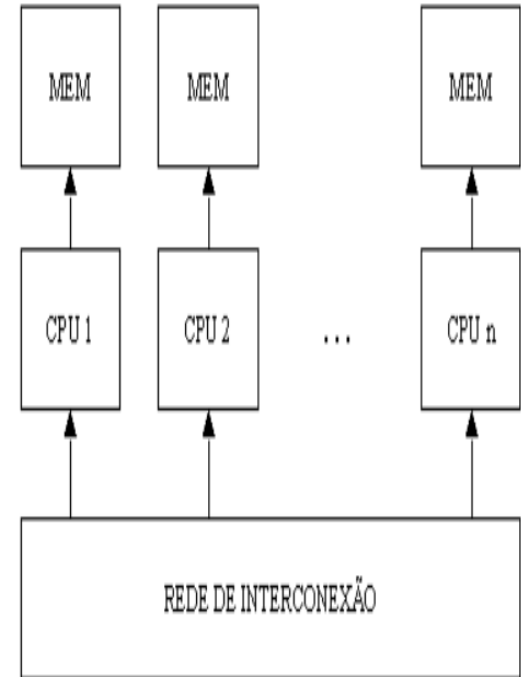 MEM
MEM
MEM
CPU 1
CPU 2
. . .
CPU n
REDE DE INTERCONEXÃO